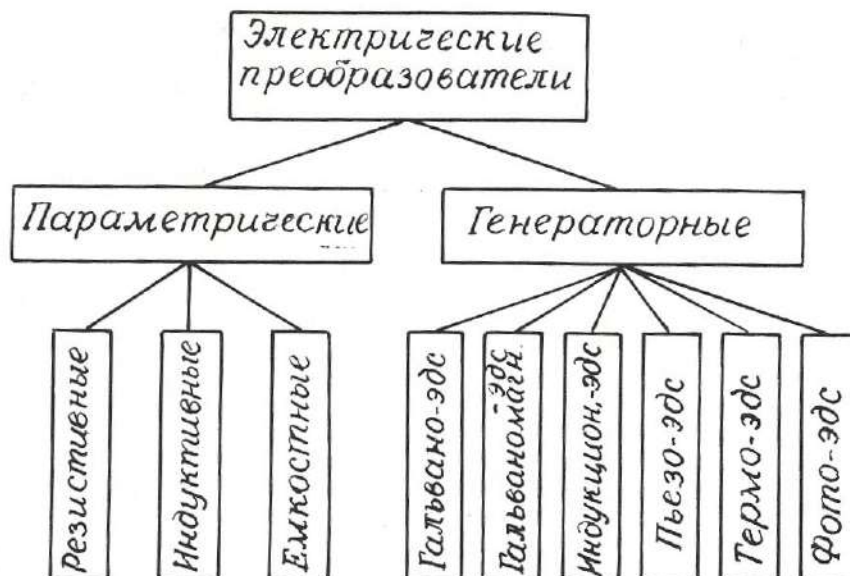 Электрические
преобразователи
Параметрические
Генераторные
Резистивные
Индуктивные
Емкостные
Гальвано-эдс
Гальваномагн.
-эдс
Индукцион,-эдс
Пьезо-эдс
Термо-эдс
Фото-эдс